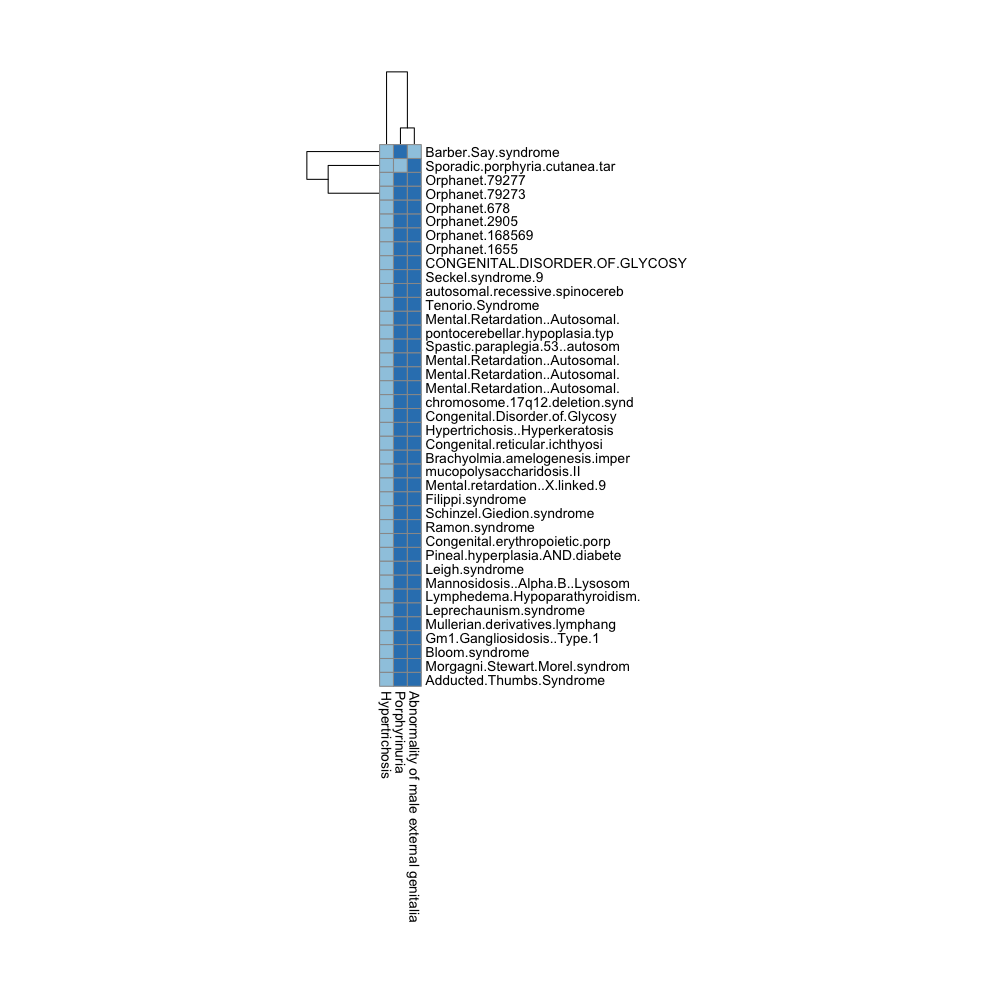 Barber.Say.syndrome
Sporadic.porphyria.cutanea.tar
Orphanet.79277
Orphanet.79273
Orphanet.678
Orphanet.2905
Orphanet.168569
Orphanet.1655
CONGENITAL.DISORDER.OF.GLYCOSY
Seckel.syndrome.9
autosomal.recessive.spinocereb
Tenorio.Syndrome
Mental.Retardation..Autosomal.
pontocerebellar.hypoplasia.typ
Spastic.paraplegia.53..autosom
Mental.Retardation..Autosomal.
Mental.Retardation..Autosomal.
Mental.Retardation..Autosomal.
chromosome.17q12.deletion.synd
Congenital.Disorder.of.Glycosy
Hypertrichosis..Hyperkeratosis
Congenital.reticular.ichthyosi
Brachyolmia.amelogenesis.imper
mucopolysaccharidosis.II
Mental.retardation..X.linked.9
Filippi.syndrome
Schinzel.Giedion.syndrome
Ramon.syndrome
Congenital.erythropoietic.porp
Pineal.hyperplasia.AND.diabete
Leigh.syndrome
Mannosidosis..Alpha.B..Lysosom
Lymphedema.Hypoparathyroidism.
Leprechaunism.syndrome
Mullerian.derivatives.lymphang
Gm1.Gangliosidosis..Type.1
Bloom.syndrome
Morgagni.Stewart.Morel.syndrom
Adducted.Thumbs.Syndrome
Hypertrichosis
Porphyrinuria
Abnormality of male external genitalia